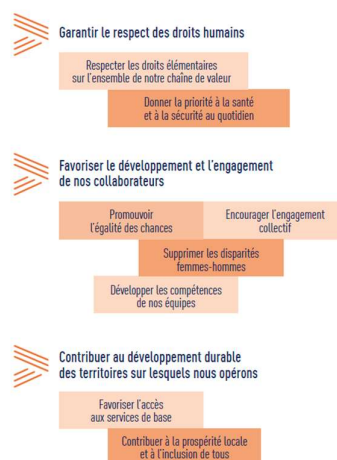 Garantir le respect des droits humains
Respecter les droits élémentaires
sur l'ensemble de notre chaîne de valeur
Donner la priorité à la santé
et à la sécurité au quotidien
Favoriser le développement et l'engagement
de nos collaborateurs
Promouvoir
l'égalité des chances
Encourager l'engagement
collectif
Supprimer les disparités
femmes-hommes
Développer les compétences
de nos équipes
Contribuer au développement durable
des territoires sur lesquels nous opérons
Favoriser l'accès
aux services de base
Contribuer à la prospérité locale
et à l'inclusion de tous